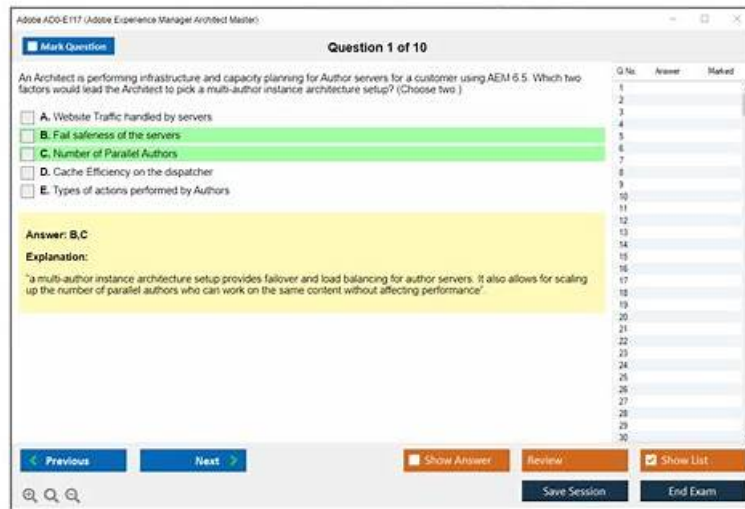 Adobe AD0-E117 (Adobe Experience Manager Architect Master)
Mark Question
Question 1 of 10
An Architect is performing infrastructure and capacity planning for Author servers for a customer using AEM 6.5. Which two
factors would lead the Architect to pick a multi-author instance architecture setup? (Choose two.)
A. Website Traffic handled by servers
B. Fail safeness of the servers
C. Number of Parallel Authors
D. Cache Efficiency on the dispatcher
E. Types of actions performed by Authors
Answer: B,C
Explanation:
"a multi-author instance architecture setup provides failover and load balancing for author servers. It also allows for scaling
up the number of parallel authors who can work on the same content without affecting performance".
Q.No. Answer Marked
1
2
3
4
5
6
7
8
9
10
11
12
13
14
15
16
17
18
19
20
21
22
23
24
25
26
27
28
29
30
Previous
Next
Show Answer
Review
Show List
Save Session
End Exam